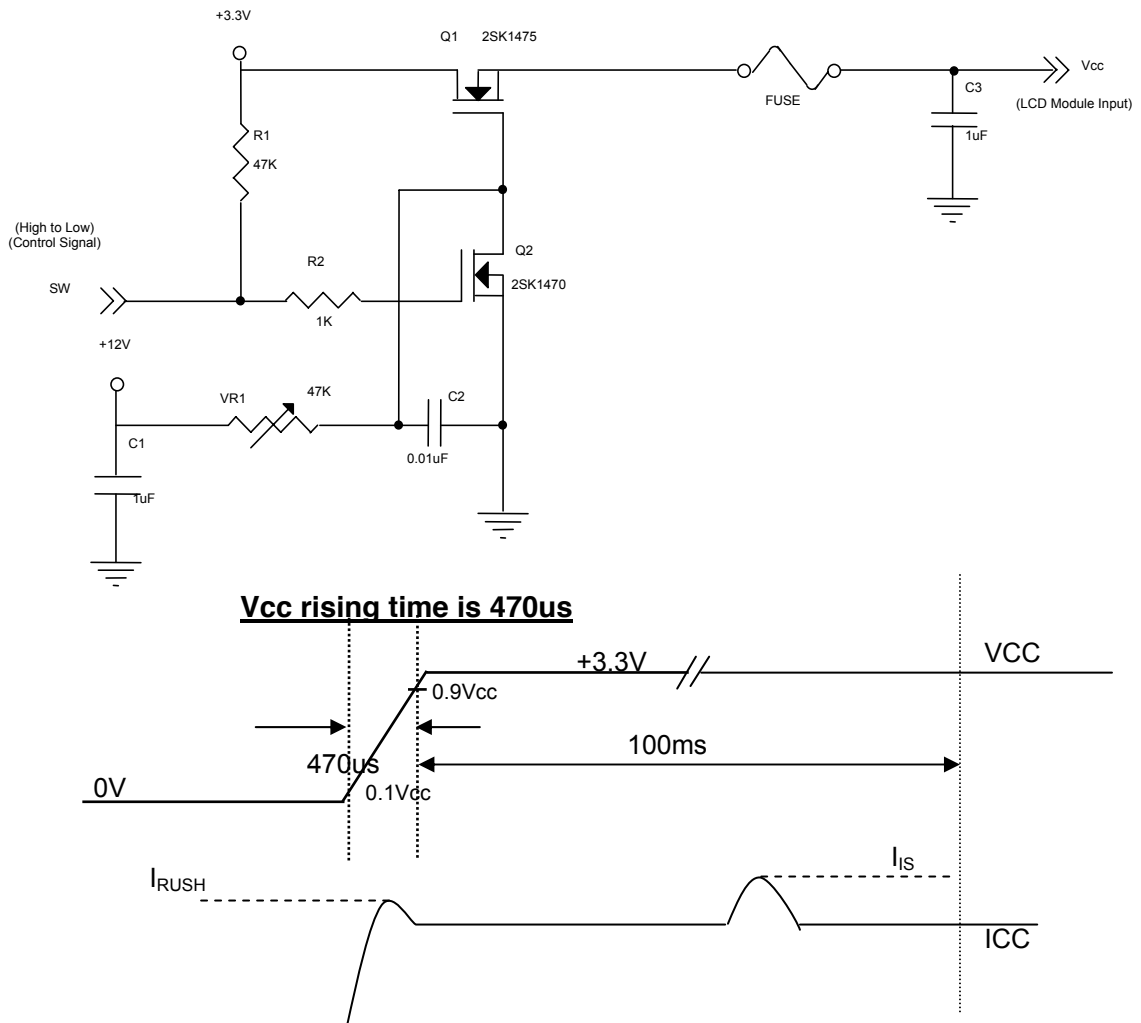 +3.3V
Q1 2SK1475
Vcc
FUSE
C3
(LCD Module Input)
R1
1uF
47K
(High to Low)
(Control Signal)
Q2
R2
SW
2SK1470
1K
+12V
VR1
47K
C2
C1
0.01uF
1uF
Vcc rising time is 470us
+3.3V
VCC
0.9Vcc
470us
100ms
0V
0.1Vcc
IRUSH
IIS
ICC